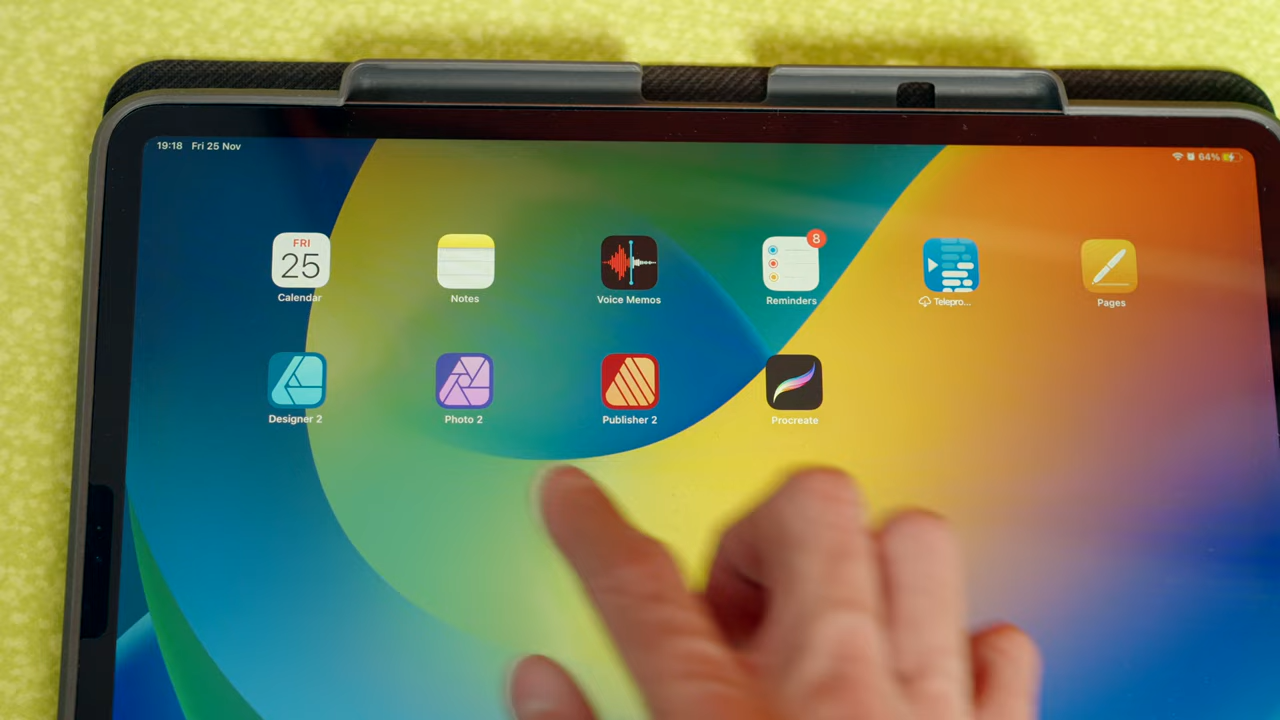 19:18 Fri 25 Nov
64%
FRI
25
8
Calendar
Notes
Voice Memos
Reminders
Telepro...
Pages
Designer 2
Photo 2
Publisher 2
Procreate